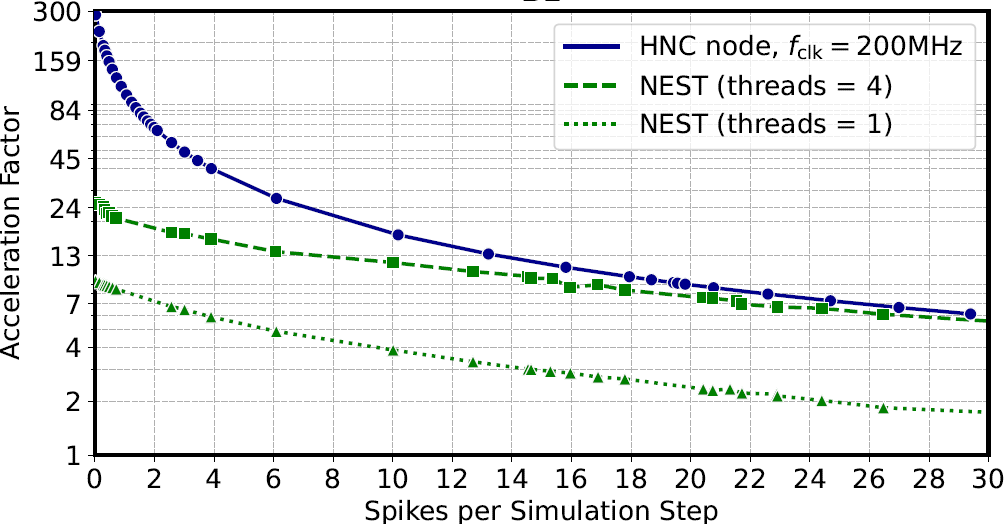 300
159
84
45
24
13
7
4
2
1
Acceleration Factor
HNC node, f_clk = 200MHz
NEST (threads = 4)
NEST (threads = 1)
0 2 4 6 8 10 12 14 16 18 20 22 24 26 28 30
Spikes per Simulation Step